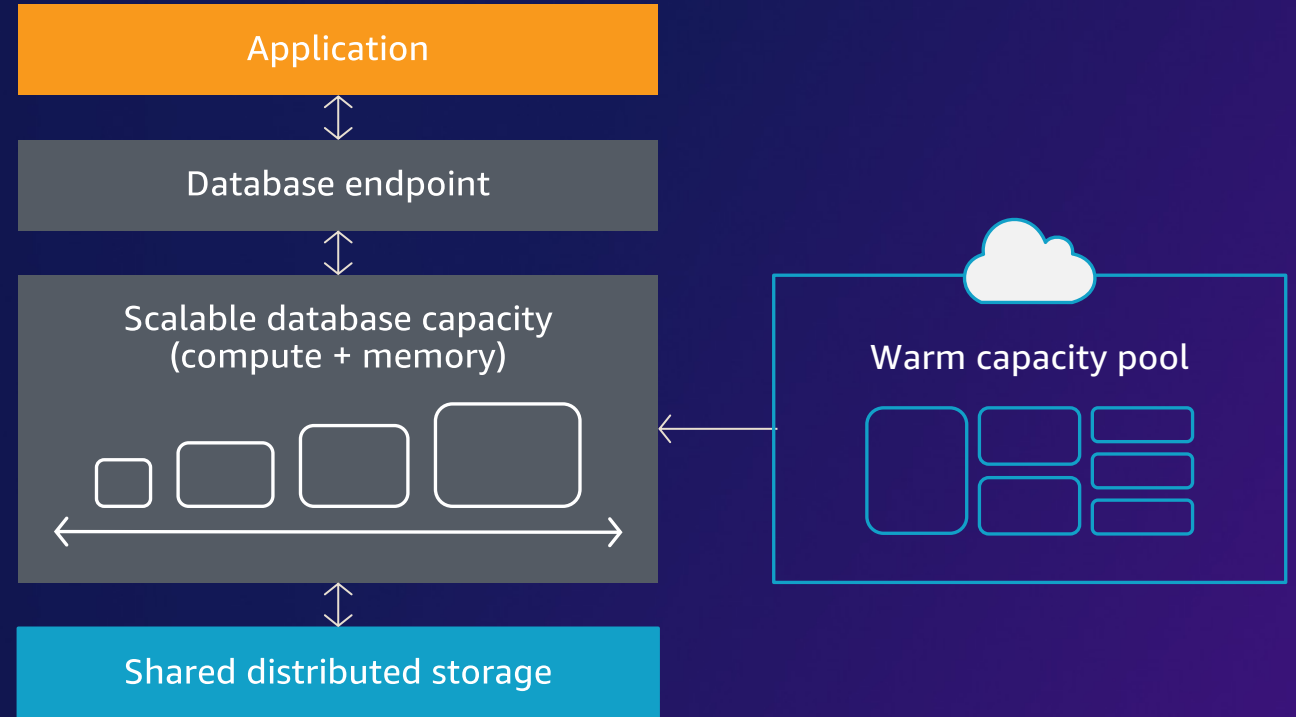 Application
Database endpoint
Scalable database capacity
(compute + memory)
Warm capacity pool
Shared distributed storage